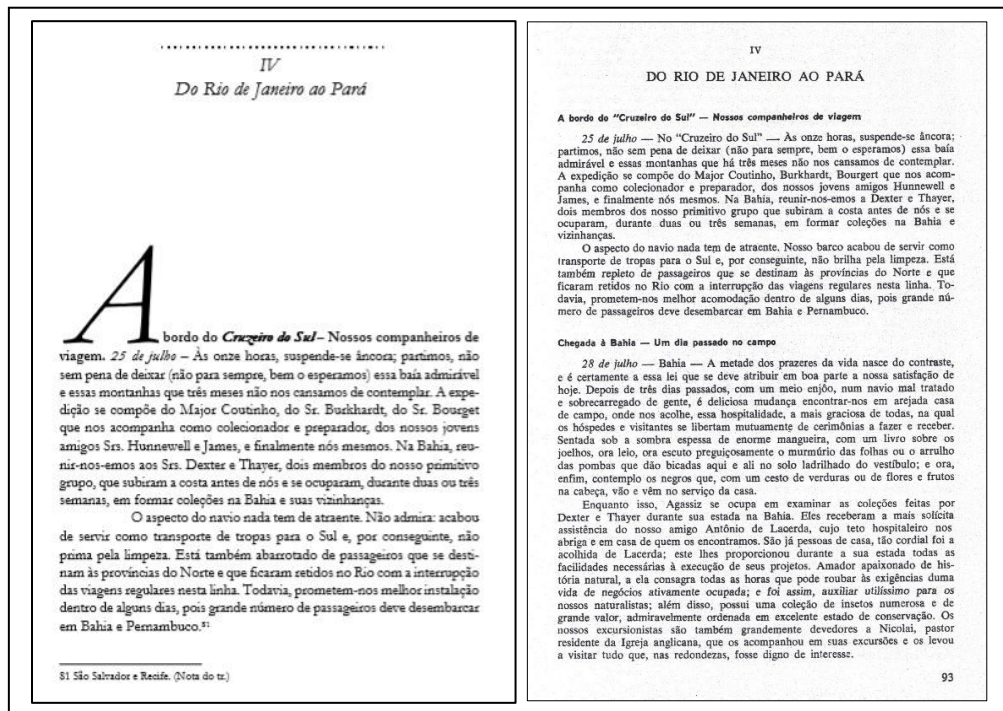 IV
Do Rio de Janeiro ao Pará
A bordo do Cruzeiro do Sul – Nossos companheiros de
viagem. 25 de julho – Às onze horas, suspende-se âncora; partimos, não
sem pena de deixar (não para sempre, bem o esperamos) essa baía admirável
e essas montanhas que três meses não nos cansamos de contemplar. A expe-
dição se compõe do Major Coutinho, do Sr. Burkhardt, do Sr. Bourget
que nos acompanha como colecionador e preparador, dos nossos jovens
amigos Srs. Hunnewell e James, e finalmente nós mesmos. Na Bahia, reu-
nir-nos-emos aos Srs. Dexter e Thayer, dois membros do nosso primitivo
grupo, que subiram a costa antes de nós e se ocuparam, durante duas ou três
semanas, em formar coleções na Bahia e suas vizinhanças.
O aspecto do navio nada tem de atraente. Não admira: acabou
de servir como transporte de tropas para o Sul e, por conseguinte, não
prima pela limpeza. Está também abarrotado de passageiros que se desti-
nam às províncias do Norte e que ficaram retidos no Rio com a interrupção
das viagens regulares nesta linha. Todavia, prometem-nos melhor instalação
dentro de alguns dias, pois grande número de passageiros deve desembarcar
em Bahia e Pernambuco.81
81 São Salvador e Recife. (Nota do tr.)
IV
DO RIO DE JANEIRO AO PARÁ
A bordo do "Cruzeiro do Sul" — Nossos companheiros de viagem
25 de julho — No "Cruzeiro do Sul" — Às onze horas, suspende-se âncora;
partimos, não sem pena de deixar (não para sempre, bem o esperamos) essa baía
admirável e essas montanhas que há três meses não nos cansamos de contemplar.
A expedição se compõe do Major Coutinho, Burkhardt, Bourgert que nos acom-
panha como colecionador e preparador, dos nossos jovens amigos Hunnewell e
James, e finalmente nós mesmos. Na Bahia, reunir-nos-emos a Dexter e Thayer,
dois membros dos nosso primitivo grupo que subiram a costa antes de nós e se
ocuparam, durante duas ou três semanas, em formar coleções na Bahia e
vizinhanças.
O aspecto do navio nada tem de atraente. Nosso barco acabou de servir como
transporte de tropas para o Sul e, por conseguinte, não brilha pela limpeza. Está
também repleto de passageiros que se destinam às províncias do Norte e que
ficaram retidos no Rio com a interrupção das viagens regulares nesta linha. To-
davia, prometem-nos melhor acomodação dentro de alguns dias, pois grande nú-
mero de passageiros deve desembarcar em Bahia e Pernambuco.
Chegada à Bahia — Um dia passado no campo
28 de julho — Bahia — A metade dos prazeres da vida nasce do contraste,
e é certamente a essa lei que se deve atribuir em boa parte a nossa satisfação de
hoje. Depois de três dias passados, com um meio enjôo, num navio mal tratado
e sobrecarregado de gente, é deliciosa mudança encontrar-nos em arejada casa
de campo, onde nos acolhe, essa hospitalidade, a mais graciosa de todas, na qual
os hóspedes e visitantes se libertam mutuamente de cerimônias a fazer e receber.
Sentada sob a sombra espessa de enorme mangueira, com um livro sobre os
joelhos, ora leio, ora escuto preguiçosamente o murmúrio das folhas ou o arrulho
das pombas que dão bicadas aqui e ali no solo ladrilhado do vestíbulo; e ora,
enfim, contemplo os negros que, com um cesto de verduras ou de flores e frutos
na cabeça, vão e vêm no serviço da casa.
Enquanto isso, Agassiz se ocupa em examinar as coleções feitas por
Dexter e Thayer durante sua estada na Bahia. Eles receberam a mais solícita
assistência do nosso amigo Antônio de Lacerda, cujo teto hospitaleiro nos
abriga e em casa de quem os encontramos. São já pessoas de casa, tão cordial foi a
acolhida de Lacerda; este lhes proporcionou durante a sua estada todas as
facilidades necessárias à execução de seus projetos. Amador apaixonado de his-
tória natural, a ela consagra todas as horas que pode roubar às exigências duma
vida de negócios ativamente ocupada; e foi assim, auxiliar utilíssimo para os
nossos naturalistas; além disso, possui uma coleção de insetos numerosa e de
grande valor, admiravelmente ordenada em excelente estado de conservação. Os
nossos excursionistas são também grandemente devedores a Nicolai, pastor
residente da Igreja anglicana, que os acompanhou em suas excursões e os levou
a visitar tudo que, nas redondezas, fosse digno de interesse.
93